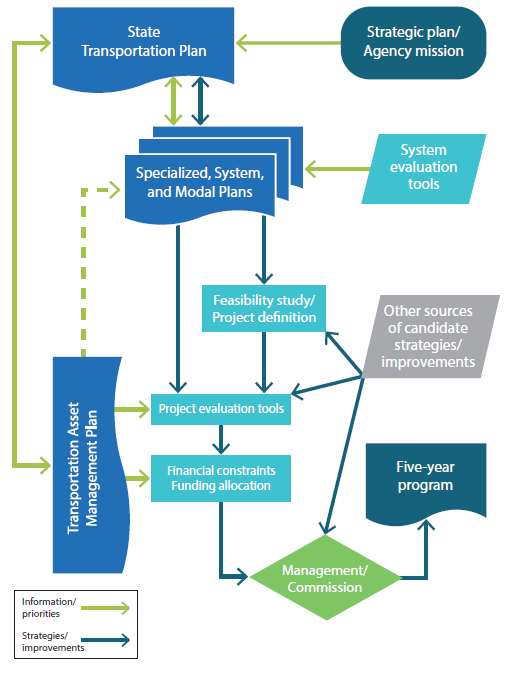 State
Transportation Plan
Strategic plan/
Agency mission
Specialized, System,
and Modal Plans
System
evaluation
tools
Feasibility study/
Project definition
Other sources
of candidate
strategies/
improvements
Transportation Asset
Management Plan
Project evaluation tools
Financial constraints
Funding allocation
Five-year
program
Management/
Commission
Information/
priorities
Strategies/
improvements